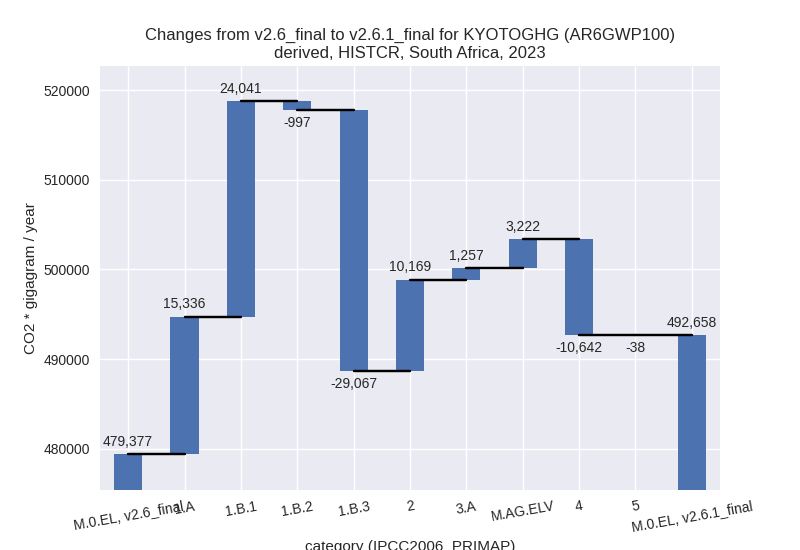 Changes from v2.6_final to v2.6.1_final for KYOTOGHG (AR6GWP100)
derived, HISTCR, South Africa, 2023
CO2 * gigagram / year
520000
510000
500000
490000
480000
479,377
15,336
24,041
-997
-29,067
10,169
1,257
3,222
-10,642
-38
492,658
M.0.EL, v2.6_final
1.A
1.B.1
1.B.2
1.B.3
2
3.A
M.AG.ELV
4
5
M.0.EL, v2.6.1_final
category (IPCC2006_PRIMAP)